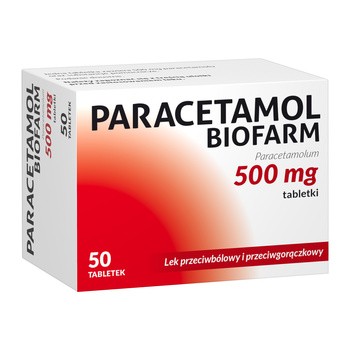 PARACETAMOL
BIOFARM
Paracetamolum
500 mg
tabletki
50
TABLETEK
Lek przeciwbólowy i przeciwgorączkowy
PARACETAMOL
BIOFARM
500 mg
50
TABLETEK